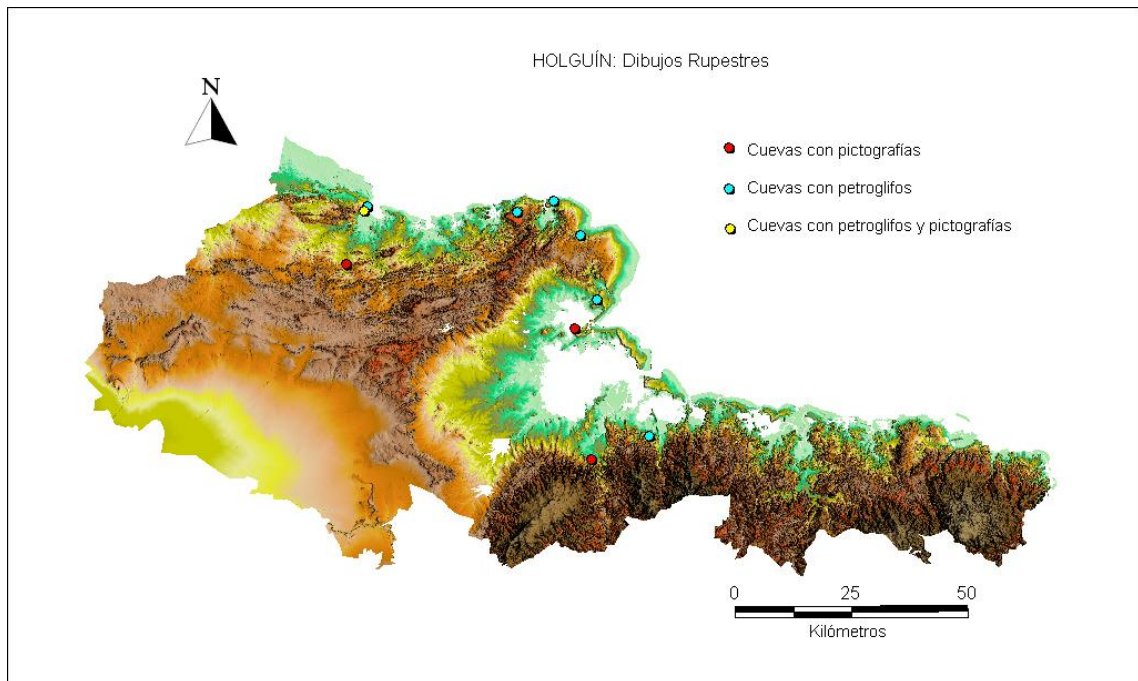 HOLGUÍN: Dibujos Rupestres
N
Cuevas con pictografías
Cuevas con petroglifos
Cuevas con petroglifos y pictografías
0 25 50
Kilómetros